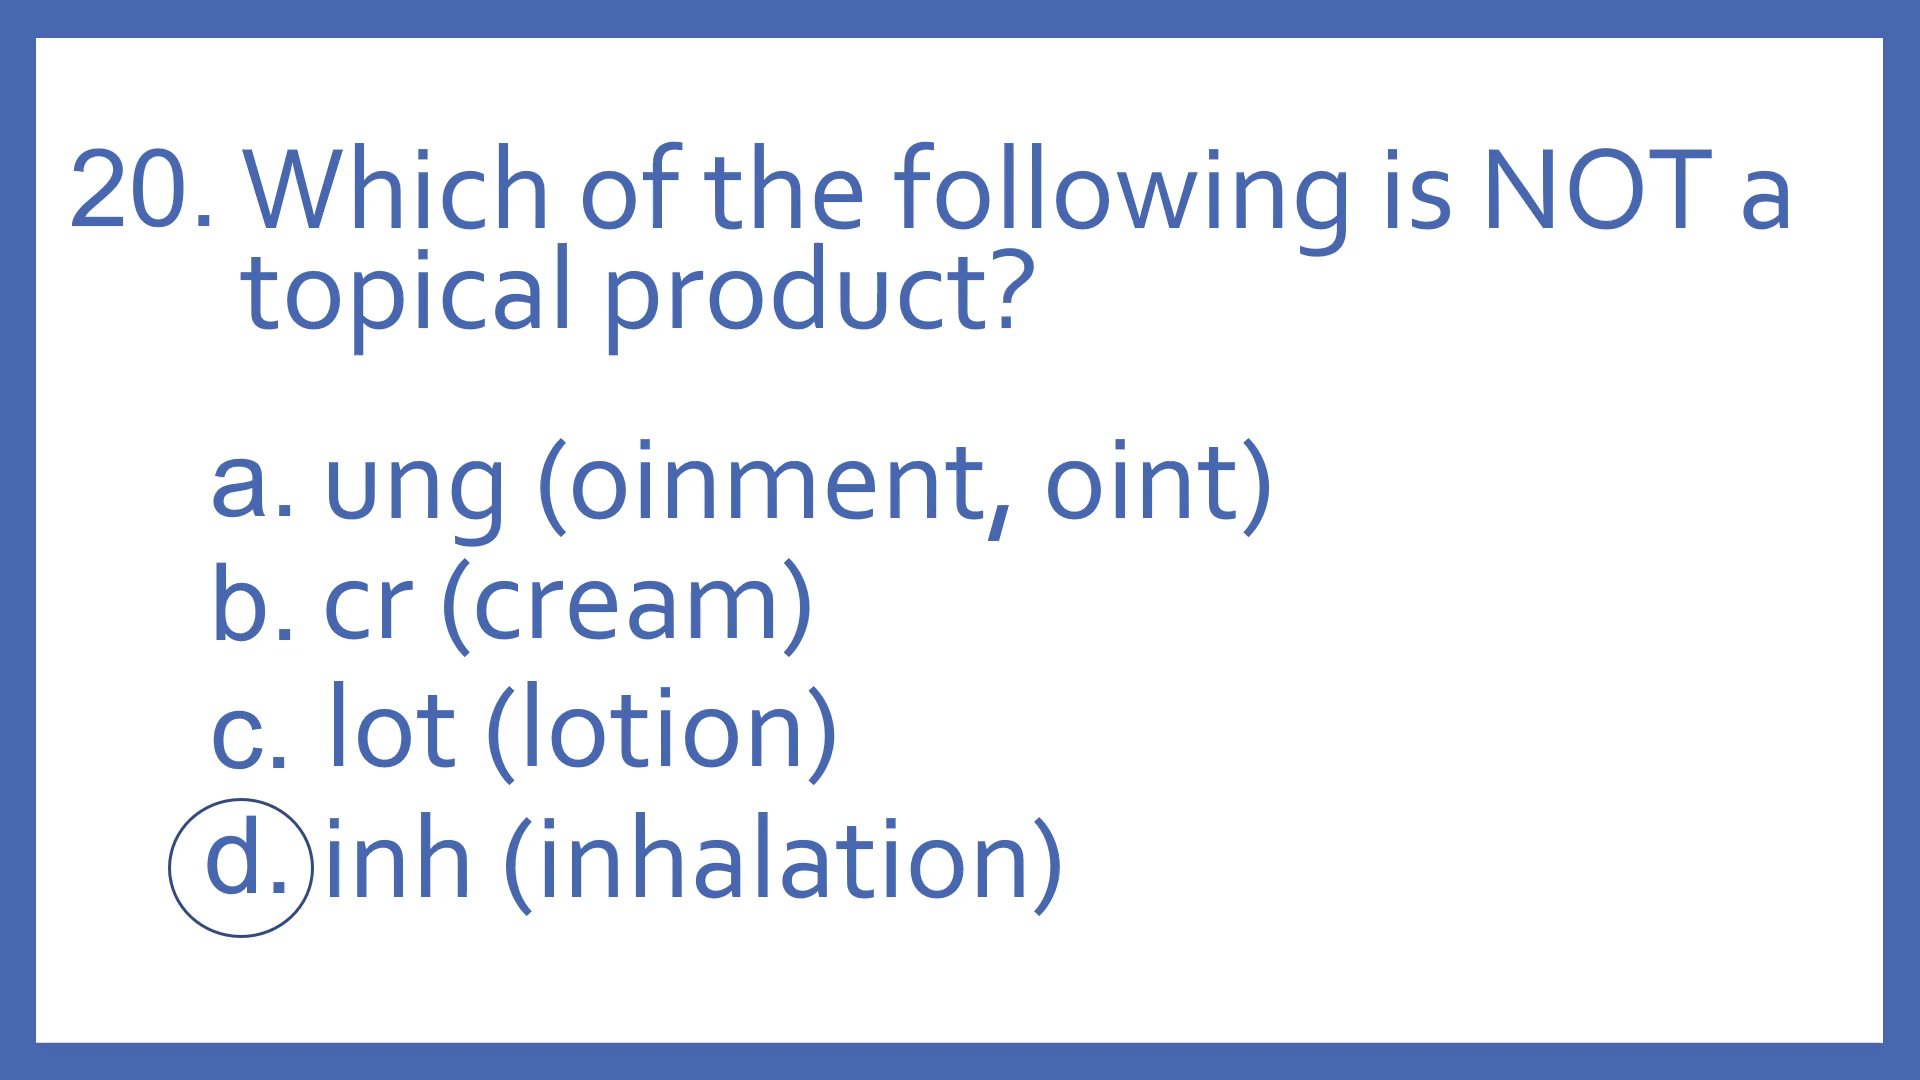 20. Which of the following is NOT a
topical product?
a. ung (oinment, oint)
b. cr (cream)
c. lot (lotion)
d. inh (inhalation)